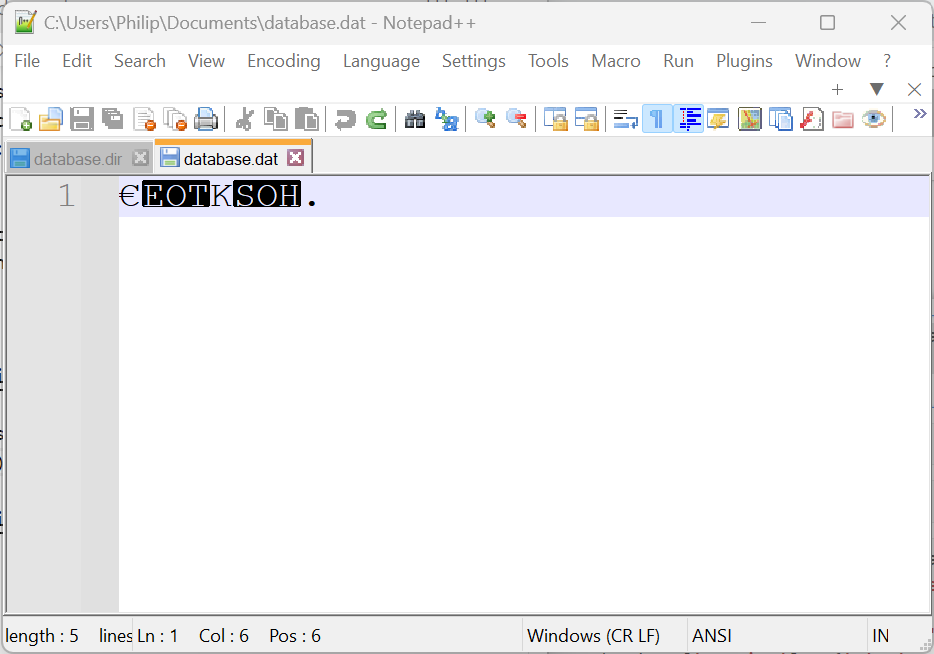 C:\Users\Philip\Documents\database.dat - Notepad++
File Edit Search View Encoding Language Settings Tools Macro Run Plugins Window ?
database.dir database.dat
1 €EOTKSOH.
length : 5 lines Ln : 1 Col : 6 Pos : 6 Windows (CR LF) ANSI IN